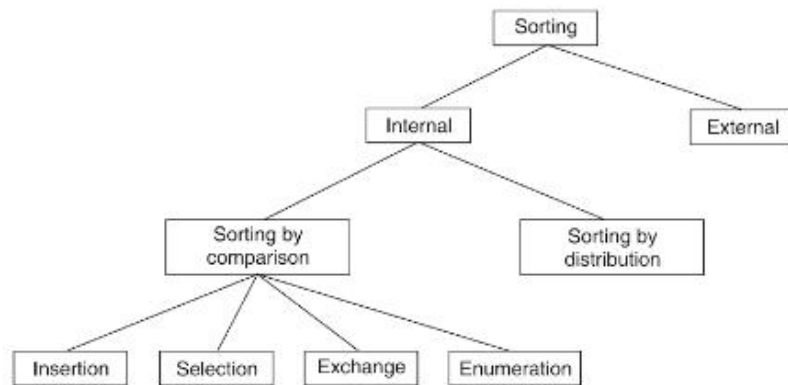 Sorting
Internal
External
Sorting by
comparison
Sorting by
distribution
Insertion
Selection
Exchange
Enumeration